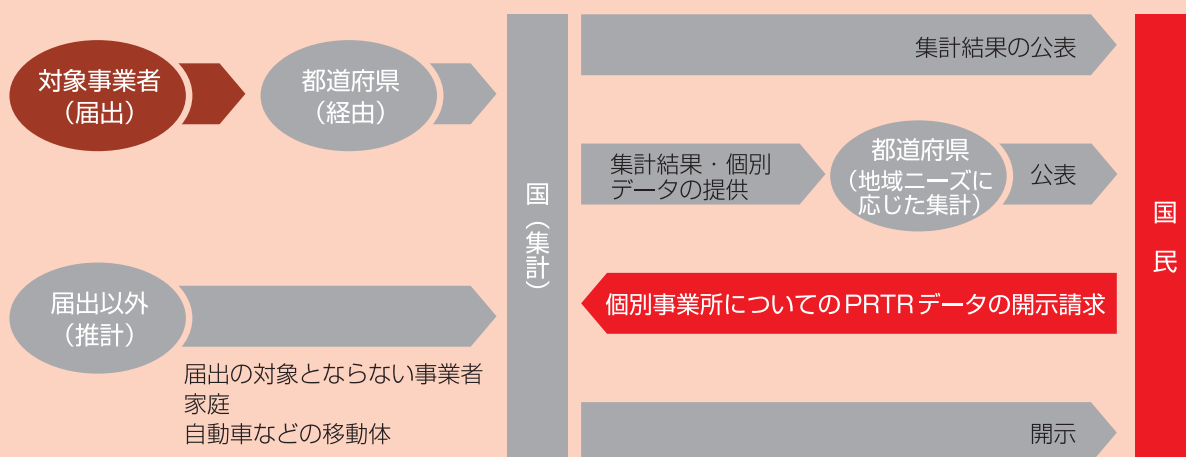 対象事業者
（届出）
都道府県
（経由）
届出以外
（推計）
届出の対象とならない事業者
家庭
自動車などの移動体
国（集計）
集計結果の公表
集計結果・個別
データの提供
都道府県
（地域ニーズに
応じた集計）
公表
個別事業所についてのPRTRデータの開示請求
開示
国民